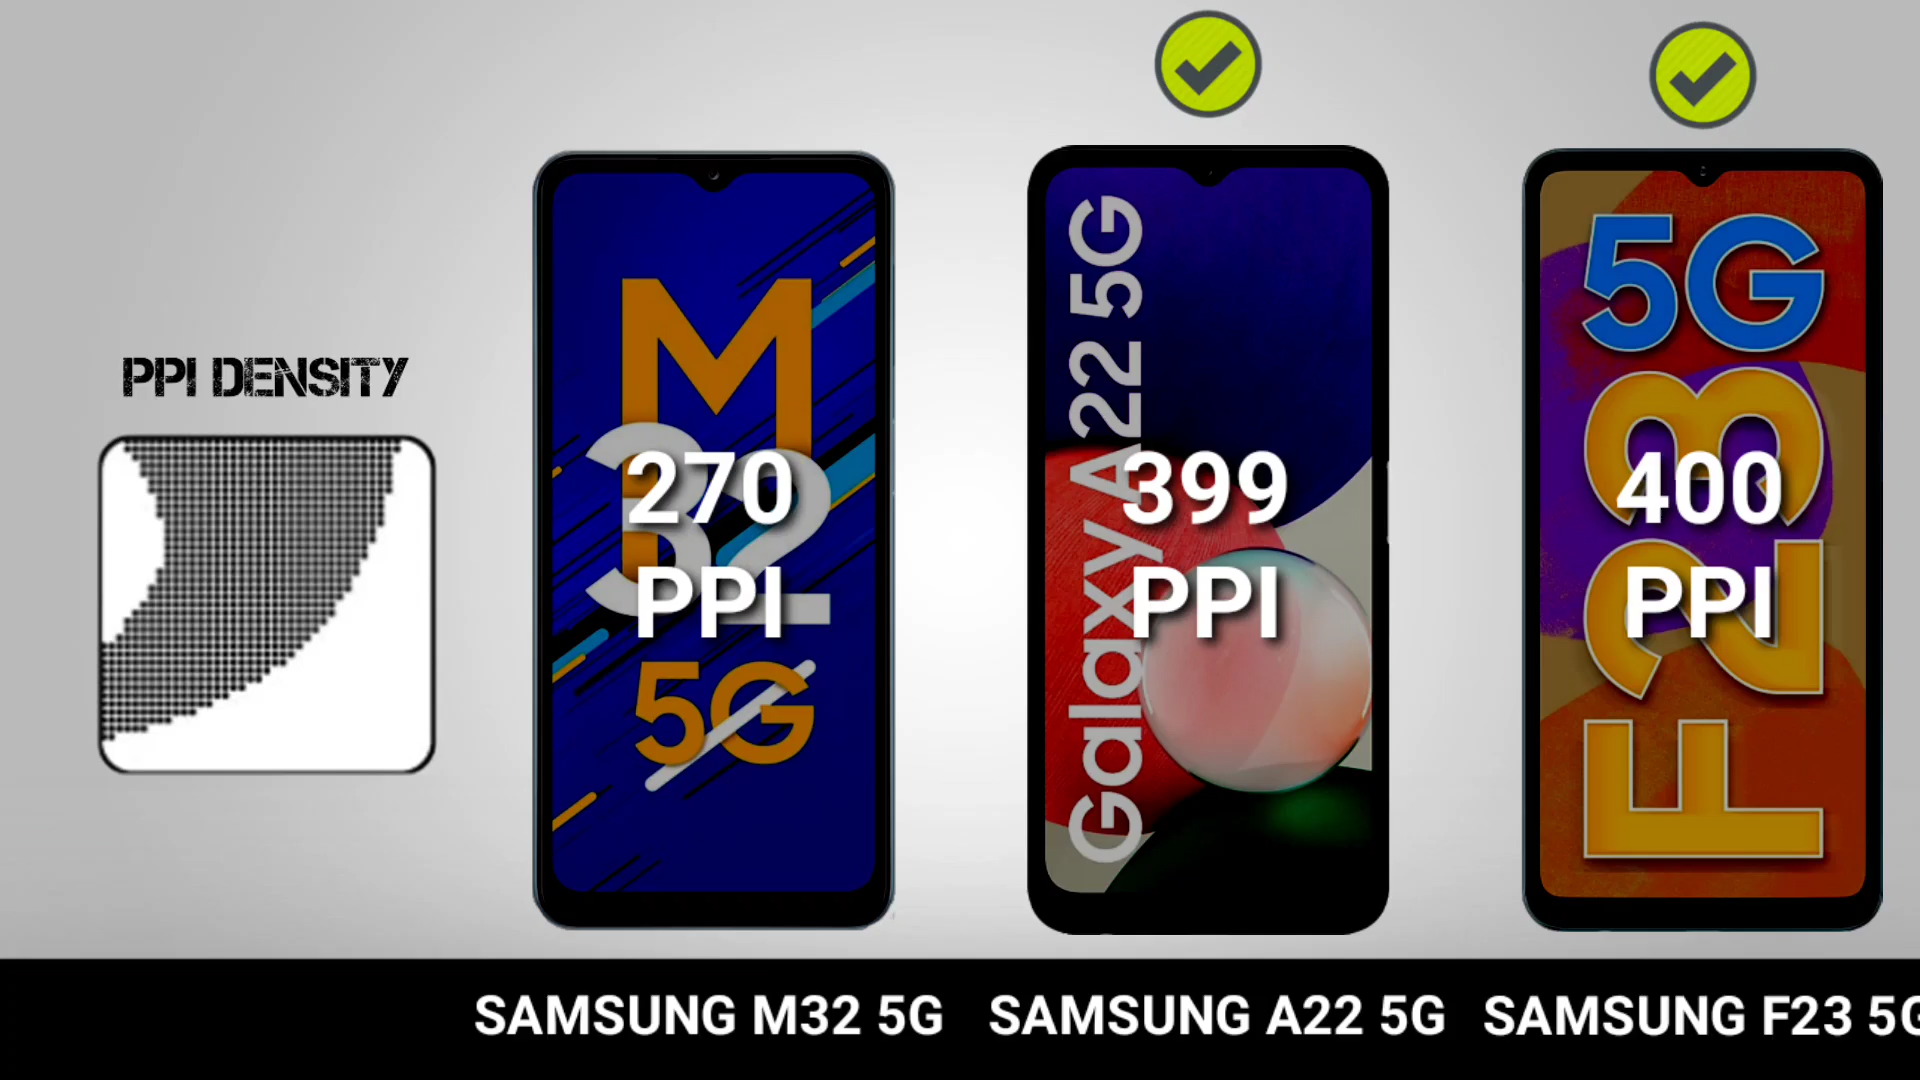 PPI DENSITY
M
32
5G
270
PPI
Galaxy A22 5G
399
PPI
5G
F23
400
PPI
SAMSUNG M32 5G
SAMSUNG A22 5G
SAMSUNG F23 5G